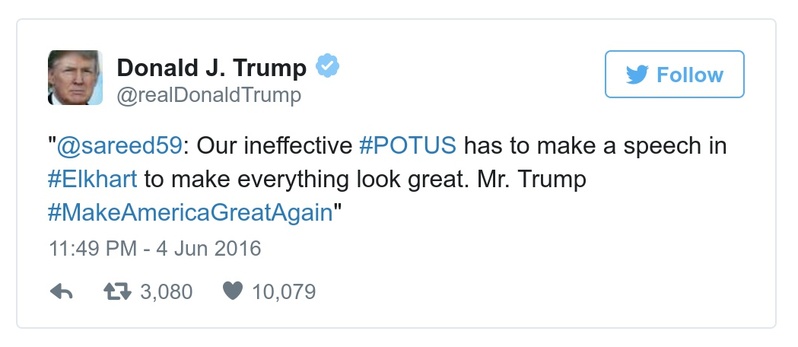 Donald J. Trump
@realDonaldTrump
Follow
"@sareed59: Our ineffective #POTUS has to make a speech in
#Elkhart to make everything look great. Mr. Trump
#MakeAmericaGreatAgain"
11:49 PM - 4 Jun 2016
3,080 10,079